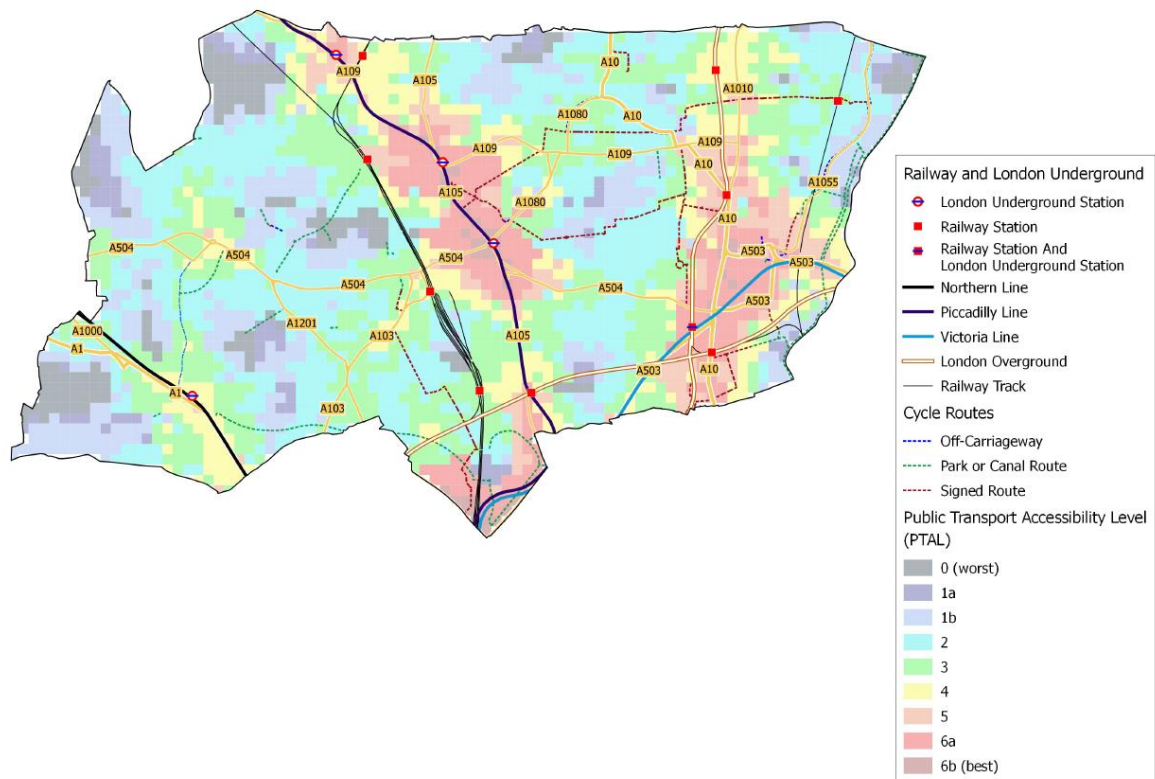 A10
A109
A105
A1010
A1080
A10
A109
A109
A109
A10
A105
A1080
A1055
A10
A504
A504
A504
A503
A503
A504
A504
A503
A1000
A1201
A103
A105
A1
A503
A10
A1
A103
Railway and London Underground
London Underground Station
Railway Station
Railway Station And
London Underground Station
Northern Line
Piccadilly Line
Victoria Line
London Overground
Railway Track
Cycle Routes
Off-Carriageway
Park or Canal Route
Signed Route
Public Transport Accessibility Level
(PTAL)
0 (worst)
1a
1b
2
3
4
5
6a
6b (best)